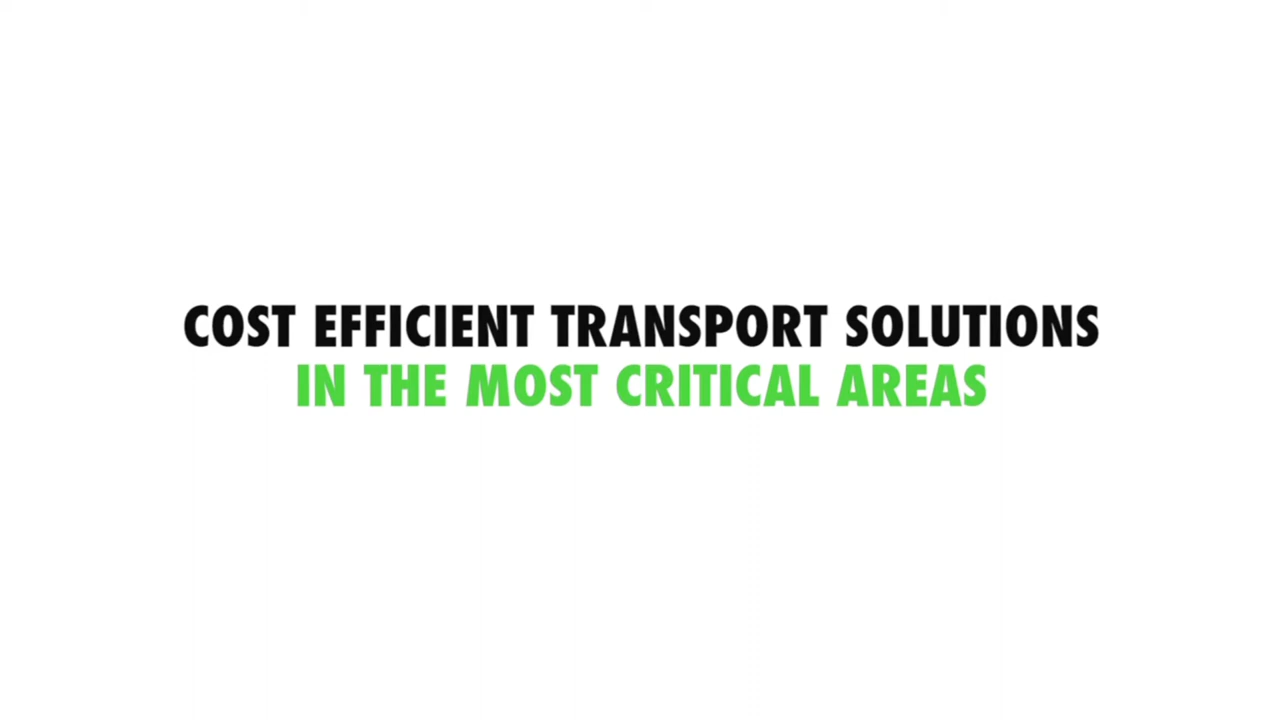 COST EFFICIENT TRANSPORT SOLUTIONS
IN THE MOST CRITICAL AREAS